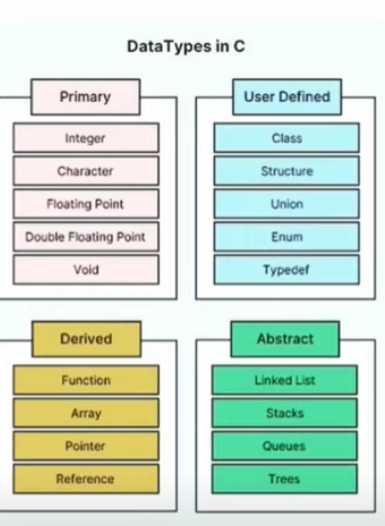 DataTypes in C
Primary
Integer
Character
Floating Point
Double Floating Point
Void
User Defined
Class
Structure
Union
Enum
Typedef
Derived
Function
Array
Pointer
Reference
Abstract
Linked List
Stacks
Queues
Trees